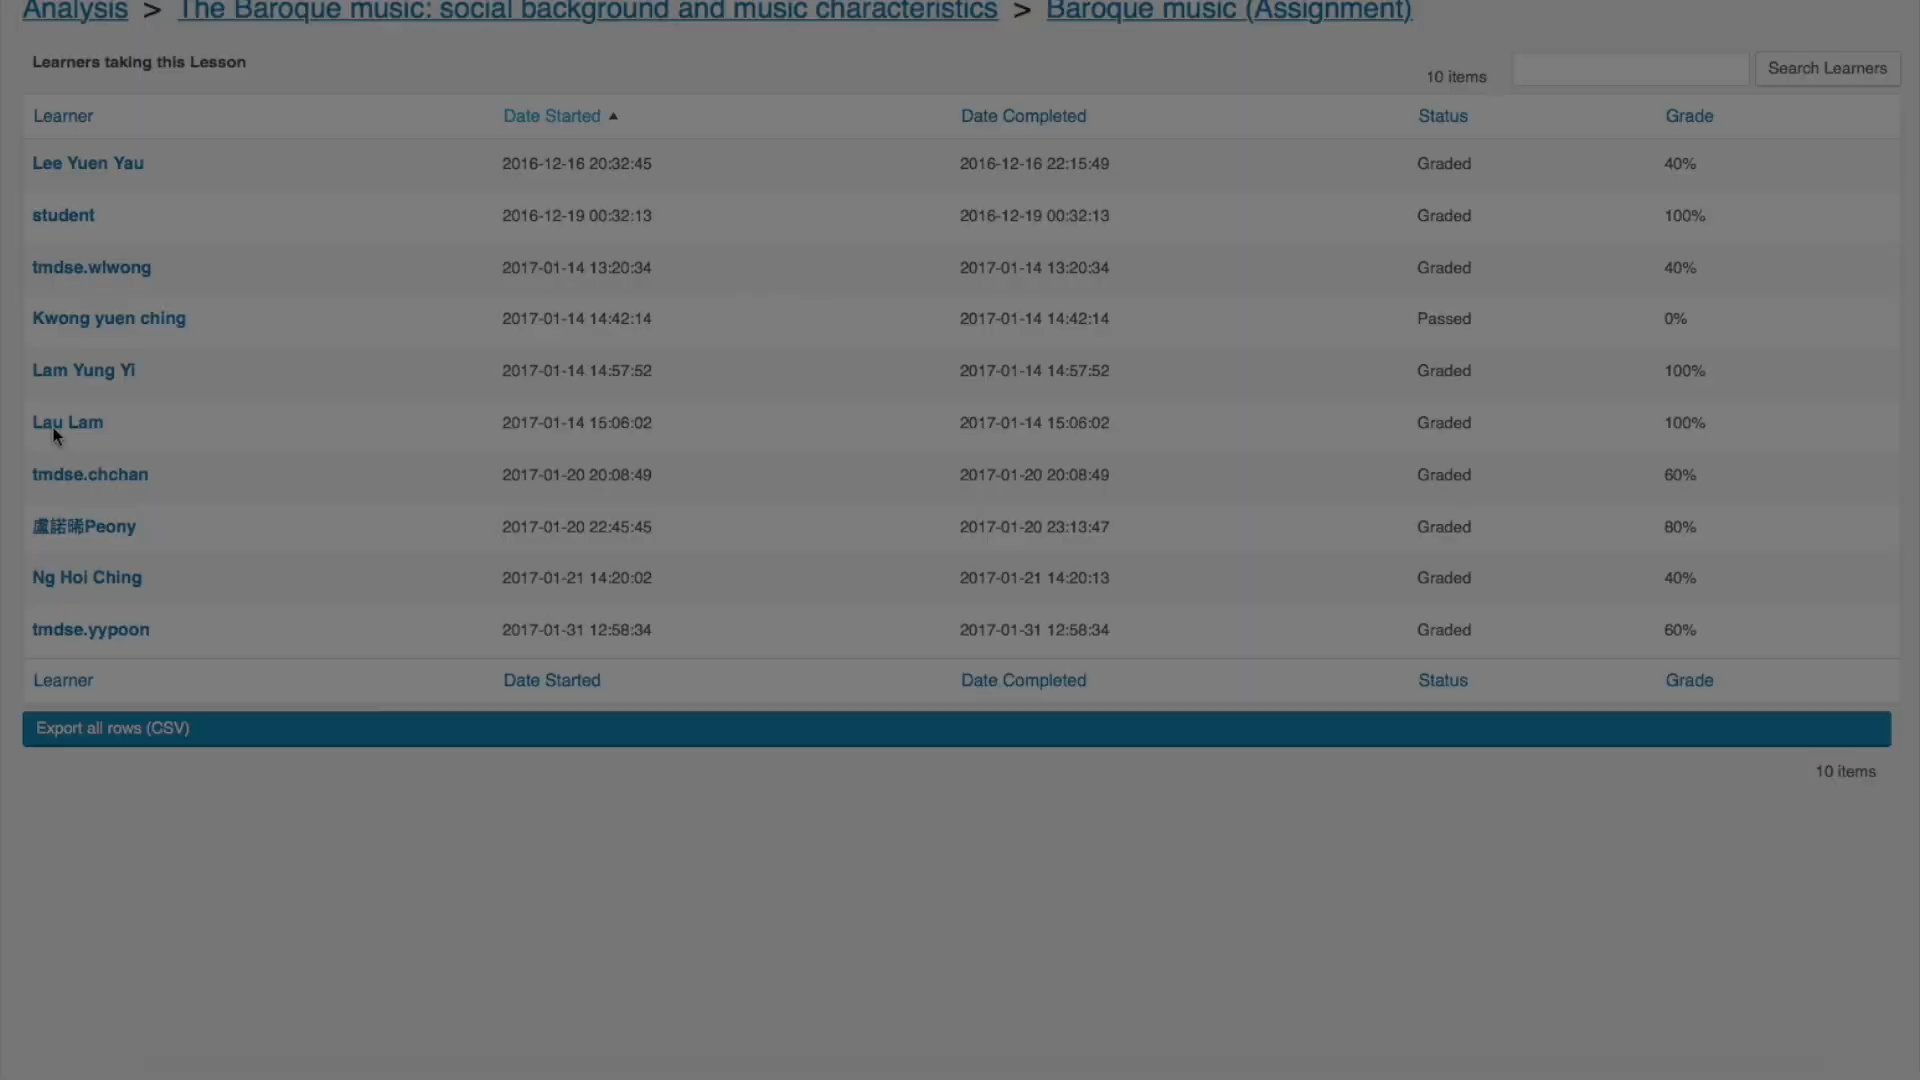 Analysis > The Baroque music: social background and music characteristics > Baroque music (Assignment)
Learners taking this Lesson
10 items Search Learners
Learner Date Started ▲ Date Completed Status Grade
Lee Yuen Yau 2016-12-16 20:32:45 2016-12-16 22:15:49 Graded 40%
student 2016-12-19 00:32:13 2016-12-19 00:32:13 Graded 100%
tmdse.wlwong 2017-01-14 13:20:34 2017-01-14 13:20:34 Graded 40%
Kwong yuen ching 2017-01-14 14:42:14 2017-01-14 14:42:14 Passed 0%
Lam Yung Yi 2017-01-14 14:57:52 2017-01-14 14:57:52 Graded 100%
Lau Lam 2017-01-14 15:06:02 2017-01-14 15:06:02 Graded 100%
tmdse.chchan 2017-01-20 20:08:49 2017-01-20 20:08:49 Graded 60%
盧諾晞Peony 2017-01-20 22:45:45 2017-01-20 23:13:47 Graded 80%
Ng Hoi Ching 2017-01-21 14:20:02 2017-01-21 14:20:13 Graded 40%
tmdse.yypoon 2017-01-31 12:58:34 2017-01-31 12:58:34 Graded 60%
Learner Date Started Date Completed Status Grade
Export all rows (CSV)
10 items